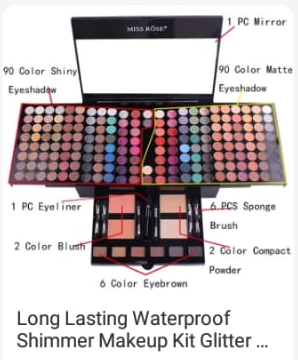 1 PC Mirror
MISS RÔSE®
90 Color Shiny
Eyeshadow
90 Color Matte
Eyeshadow
1 PC Eyeliner
6 PCS Sponge
Brush
2 Color Blush
2 Color Compact
Powder
6 Color Eyebrown
Long Lasting Waterproof
Shimmer Makeup Kit Glitter ...